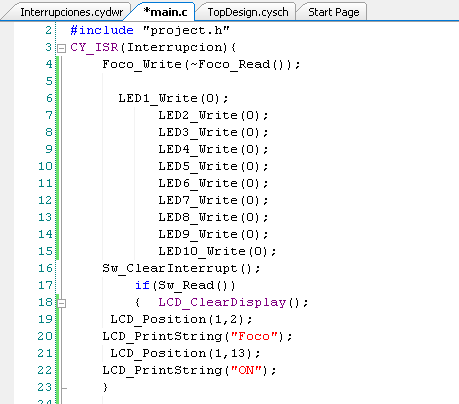 Interrupciones.cydwr *main.c TopDesign.cysch Start Page
2 #include "project.h"
3 CY_ISR(Interrupcion){
4 Foco_Write(~Foco_Read());
5
6 LED1_Write(0);
7 LED2_Write(0);
8 LED3_Write(0);
9 LED4_Write(0);
10 LED5_Write(0);
11 LED6_Write(0);
12 LED7_Write(0);
13 LED8_Write(0);
14 LED9_Write(0);
15 LED10_Write(0);
16 Sw_ClearInterrupt();
17 if(Sw_Read())
18 { LCD_ClearDisplay();
19 LCD_Position(1,2);
20 LCD_PrintString("Foco");
21 LCD_Position(1,13);
22 LCD_PrintString("ON");
23 }
24